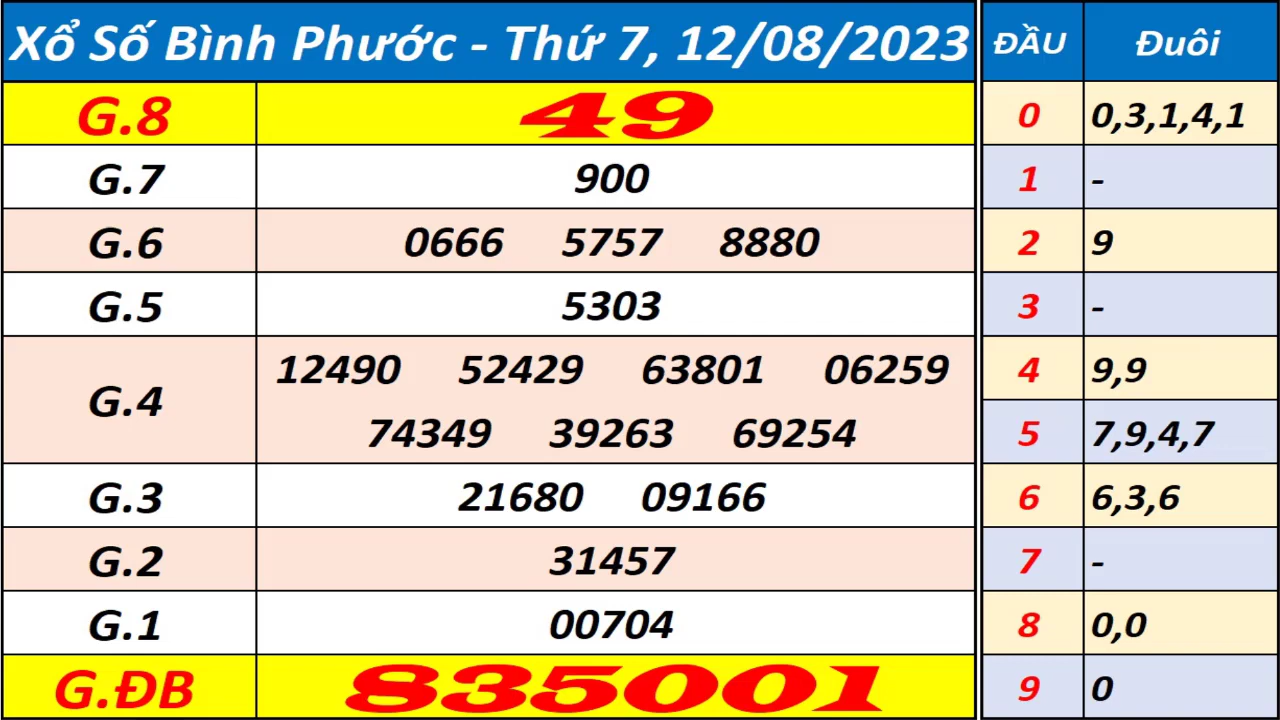 Xổ Số Bình Phước - Thứ 7, 12/08/2023 ĐẦU Đuôi
G.8 49 0 0,3,1,4,1
G.7 900 1 -
G.6 0666 5757 8880 2 9
G.5 5303 3 -
G.4 12490 52429 63801 06259 4 9,9
74349 39263 69254 5 7,9,4,7
G.3 21680 09166 6 6,3,6
G.2 31457 7 -
G.1 00704 8 0,0
G.ĐB 835001 9 0